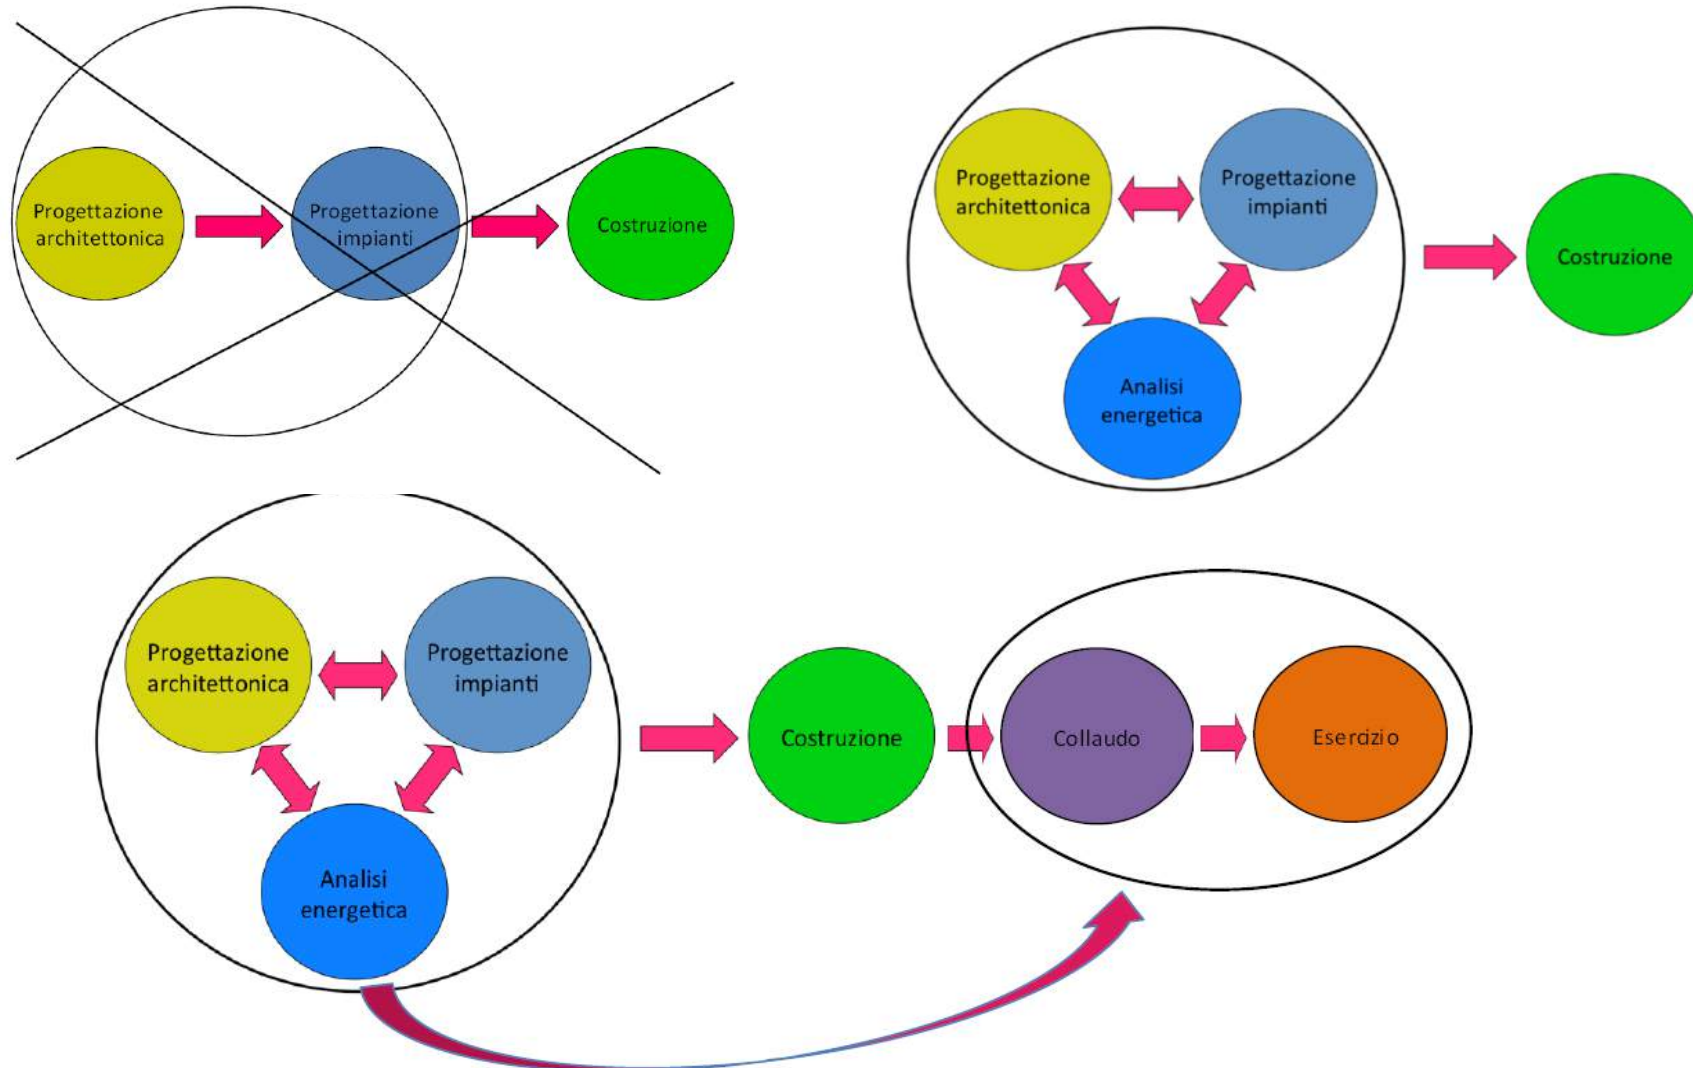 Progettazione
architettonica
Progettazione
impianti
Costruzione
Progettazione
architettonica
Progettazione
impianti
Analisi
energetica
Costruzione
Progettazione
architettonica
Progettazione
impianti
Analisi
energetica
Costruzione
Collaudo
Esercizio